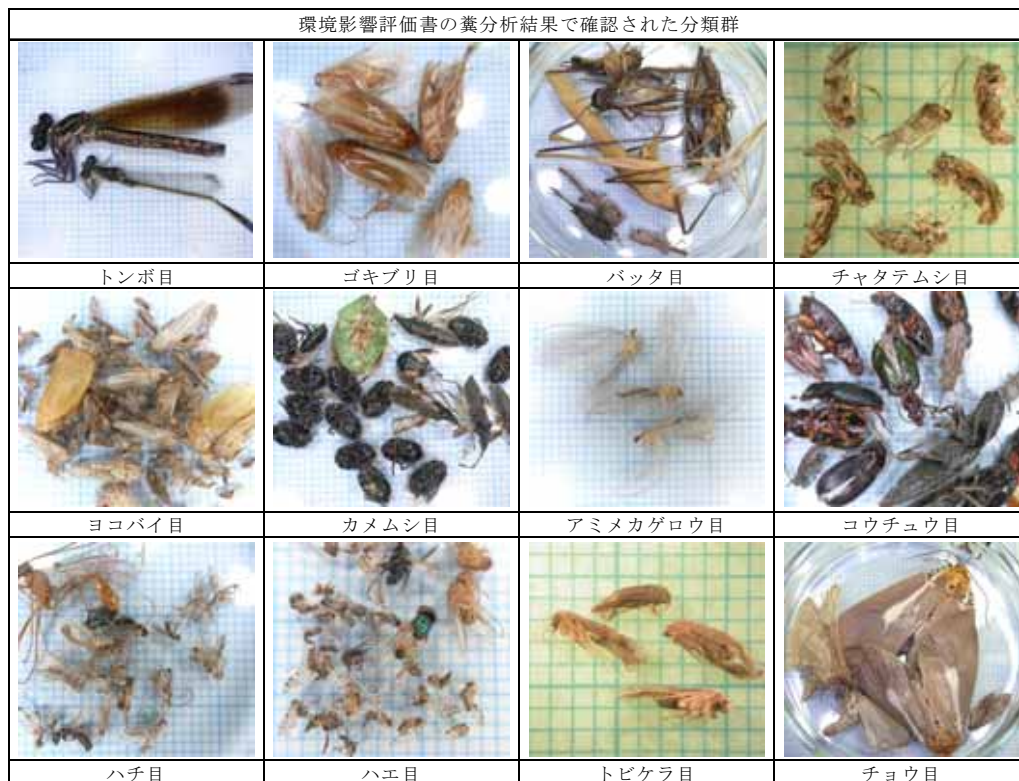 環境影響評価書の糞分析結果で確認された分類群
トンボ目
ゴキブリ目
バッタ目
チャタテムシ目
ヨコバイ目
カメムシ目
アミメカゲロウ目
コウチュウ目
ハチ目
ハエ目
トビケラ目
チョウ目